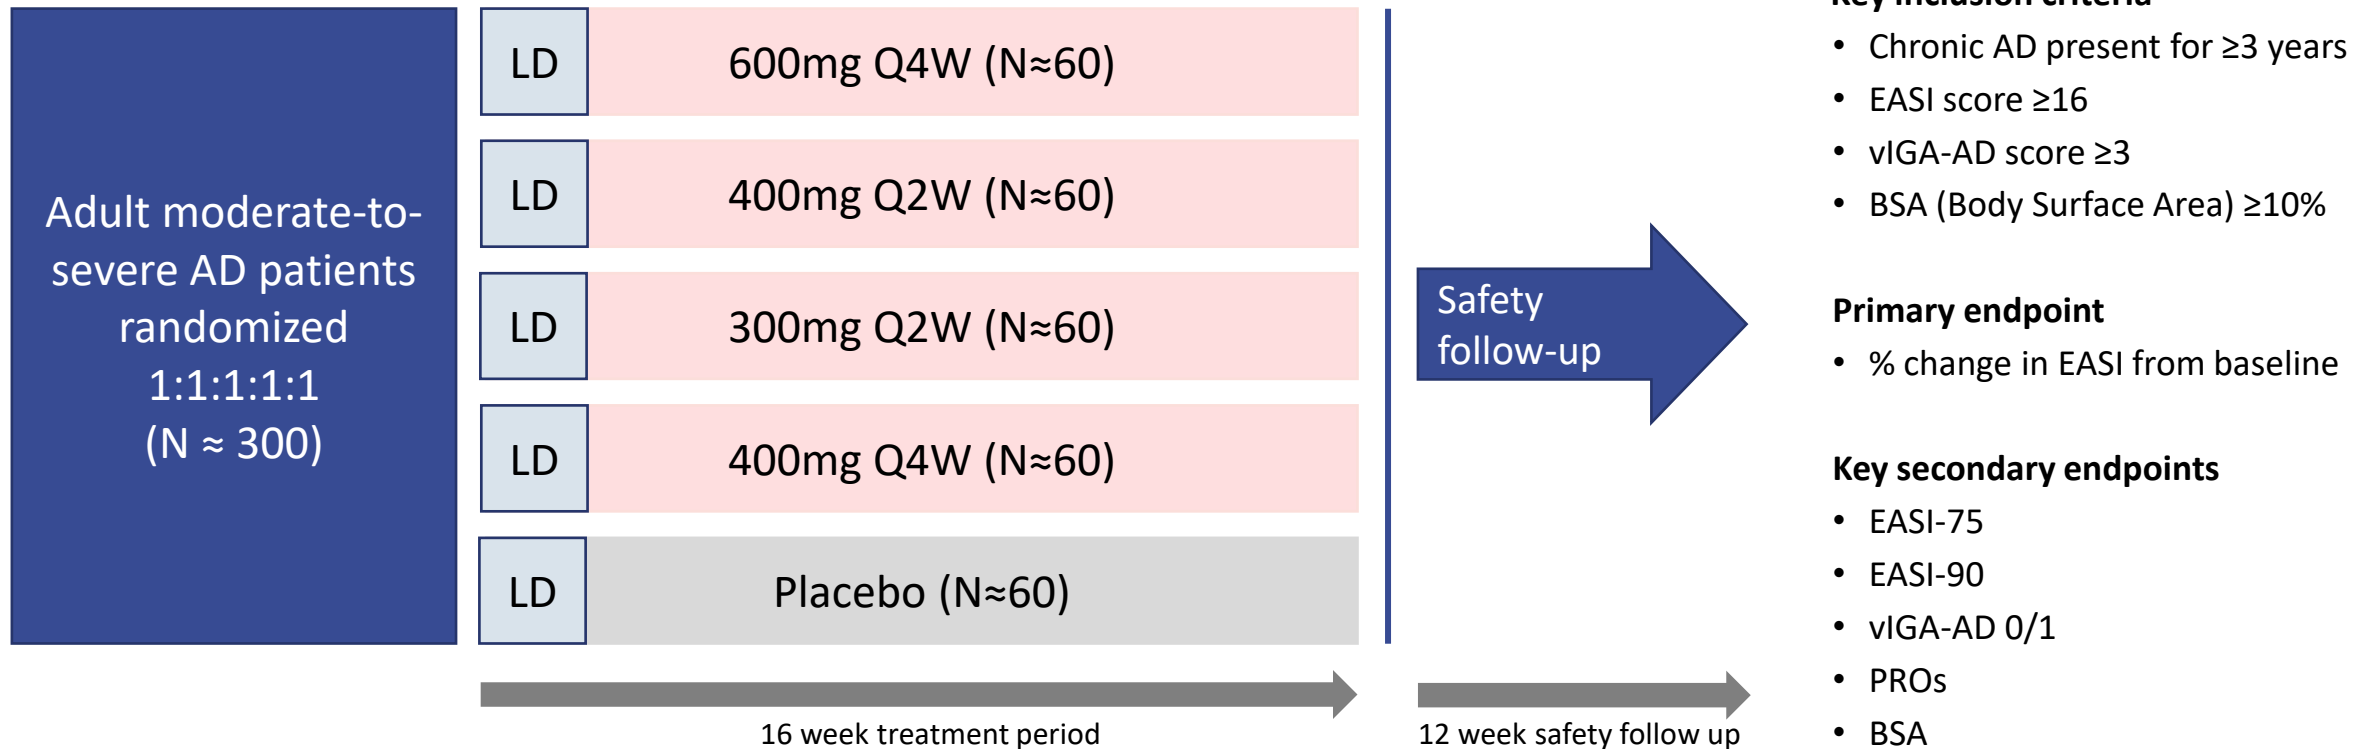 Adult moderate-to-
severe AD patients
randomized
1:1:1:1:1
(N ≈ 300)
LD
600mg Q4W (N≈60)
LD
400mg Q2W (N≈60)
LD
300mg Q2W (N≈60)
LD
400mg Q4W (N≈60)
LD
Placebo (N≈60)
16 week treatment period
Safety
follow-up
12 week safety follow up
Key inclusion criteria
• Chronic AD present for ≥3 years
• EASI score ≥16
• vIGA-AD score ≥3
• BSA (Body Surface Area) ≥10%
Primary endpoint
• % change in EASI from baseline
Key secondary endpoints
• EASI-75
• EASI-90
• vIGA-AD 0/1
• PROs
• BSA